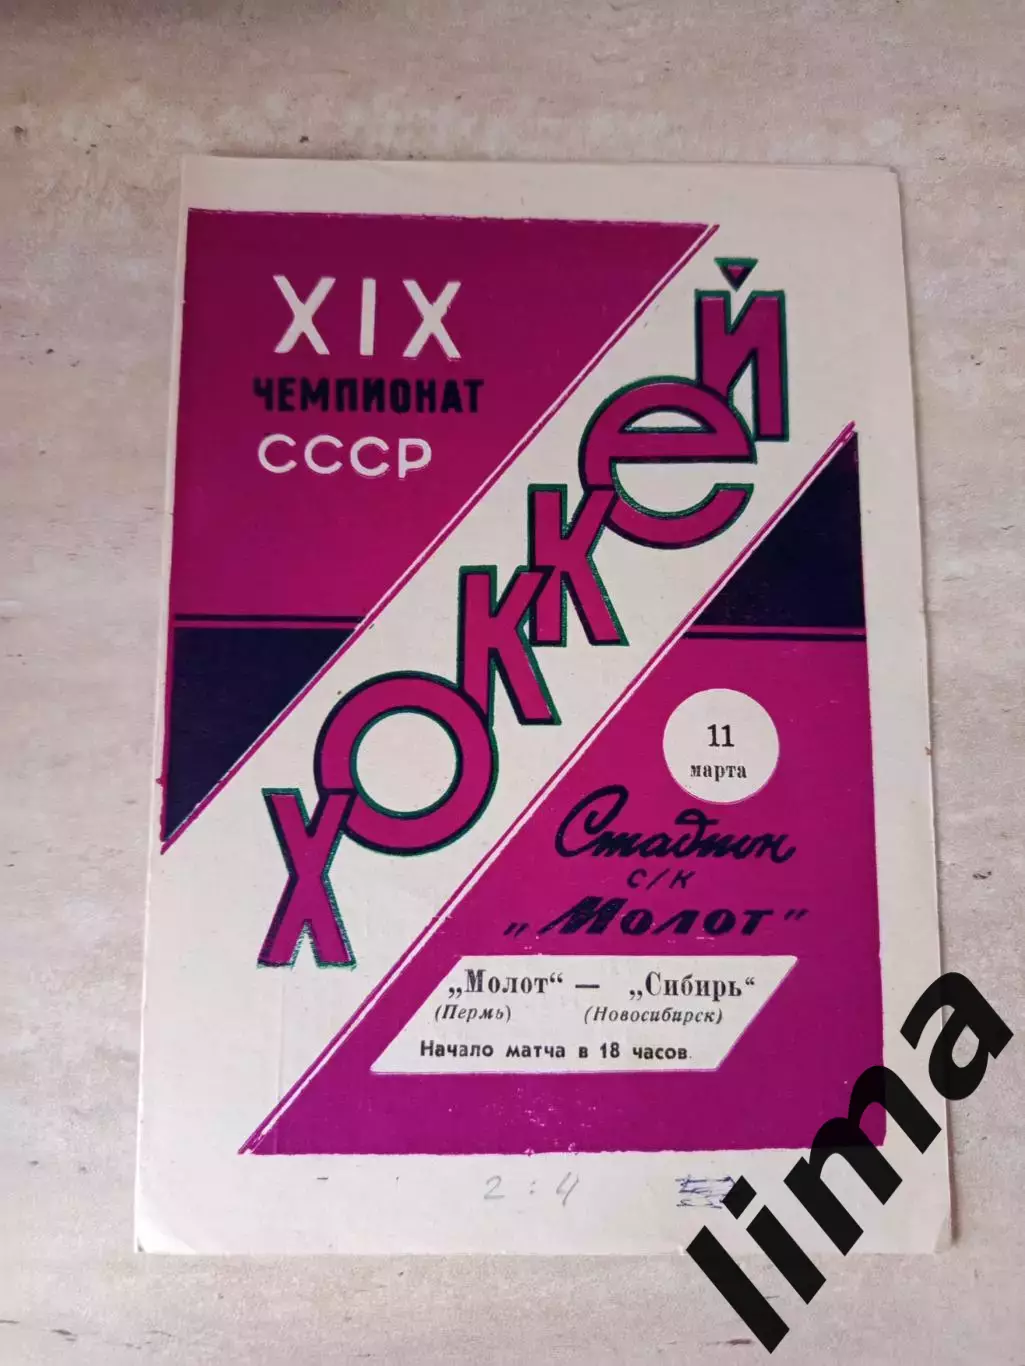 XIX
ЧЕМПИОНАТ
СССР
ХОККЕЙ
11
марта
Стадион
с/к
„Молот"
„Молот“ — „Сибирь“
(Пермь) (Новосибирск)
Начало матча в 18 часов.
2:4
lima